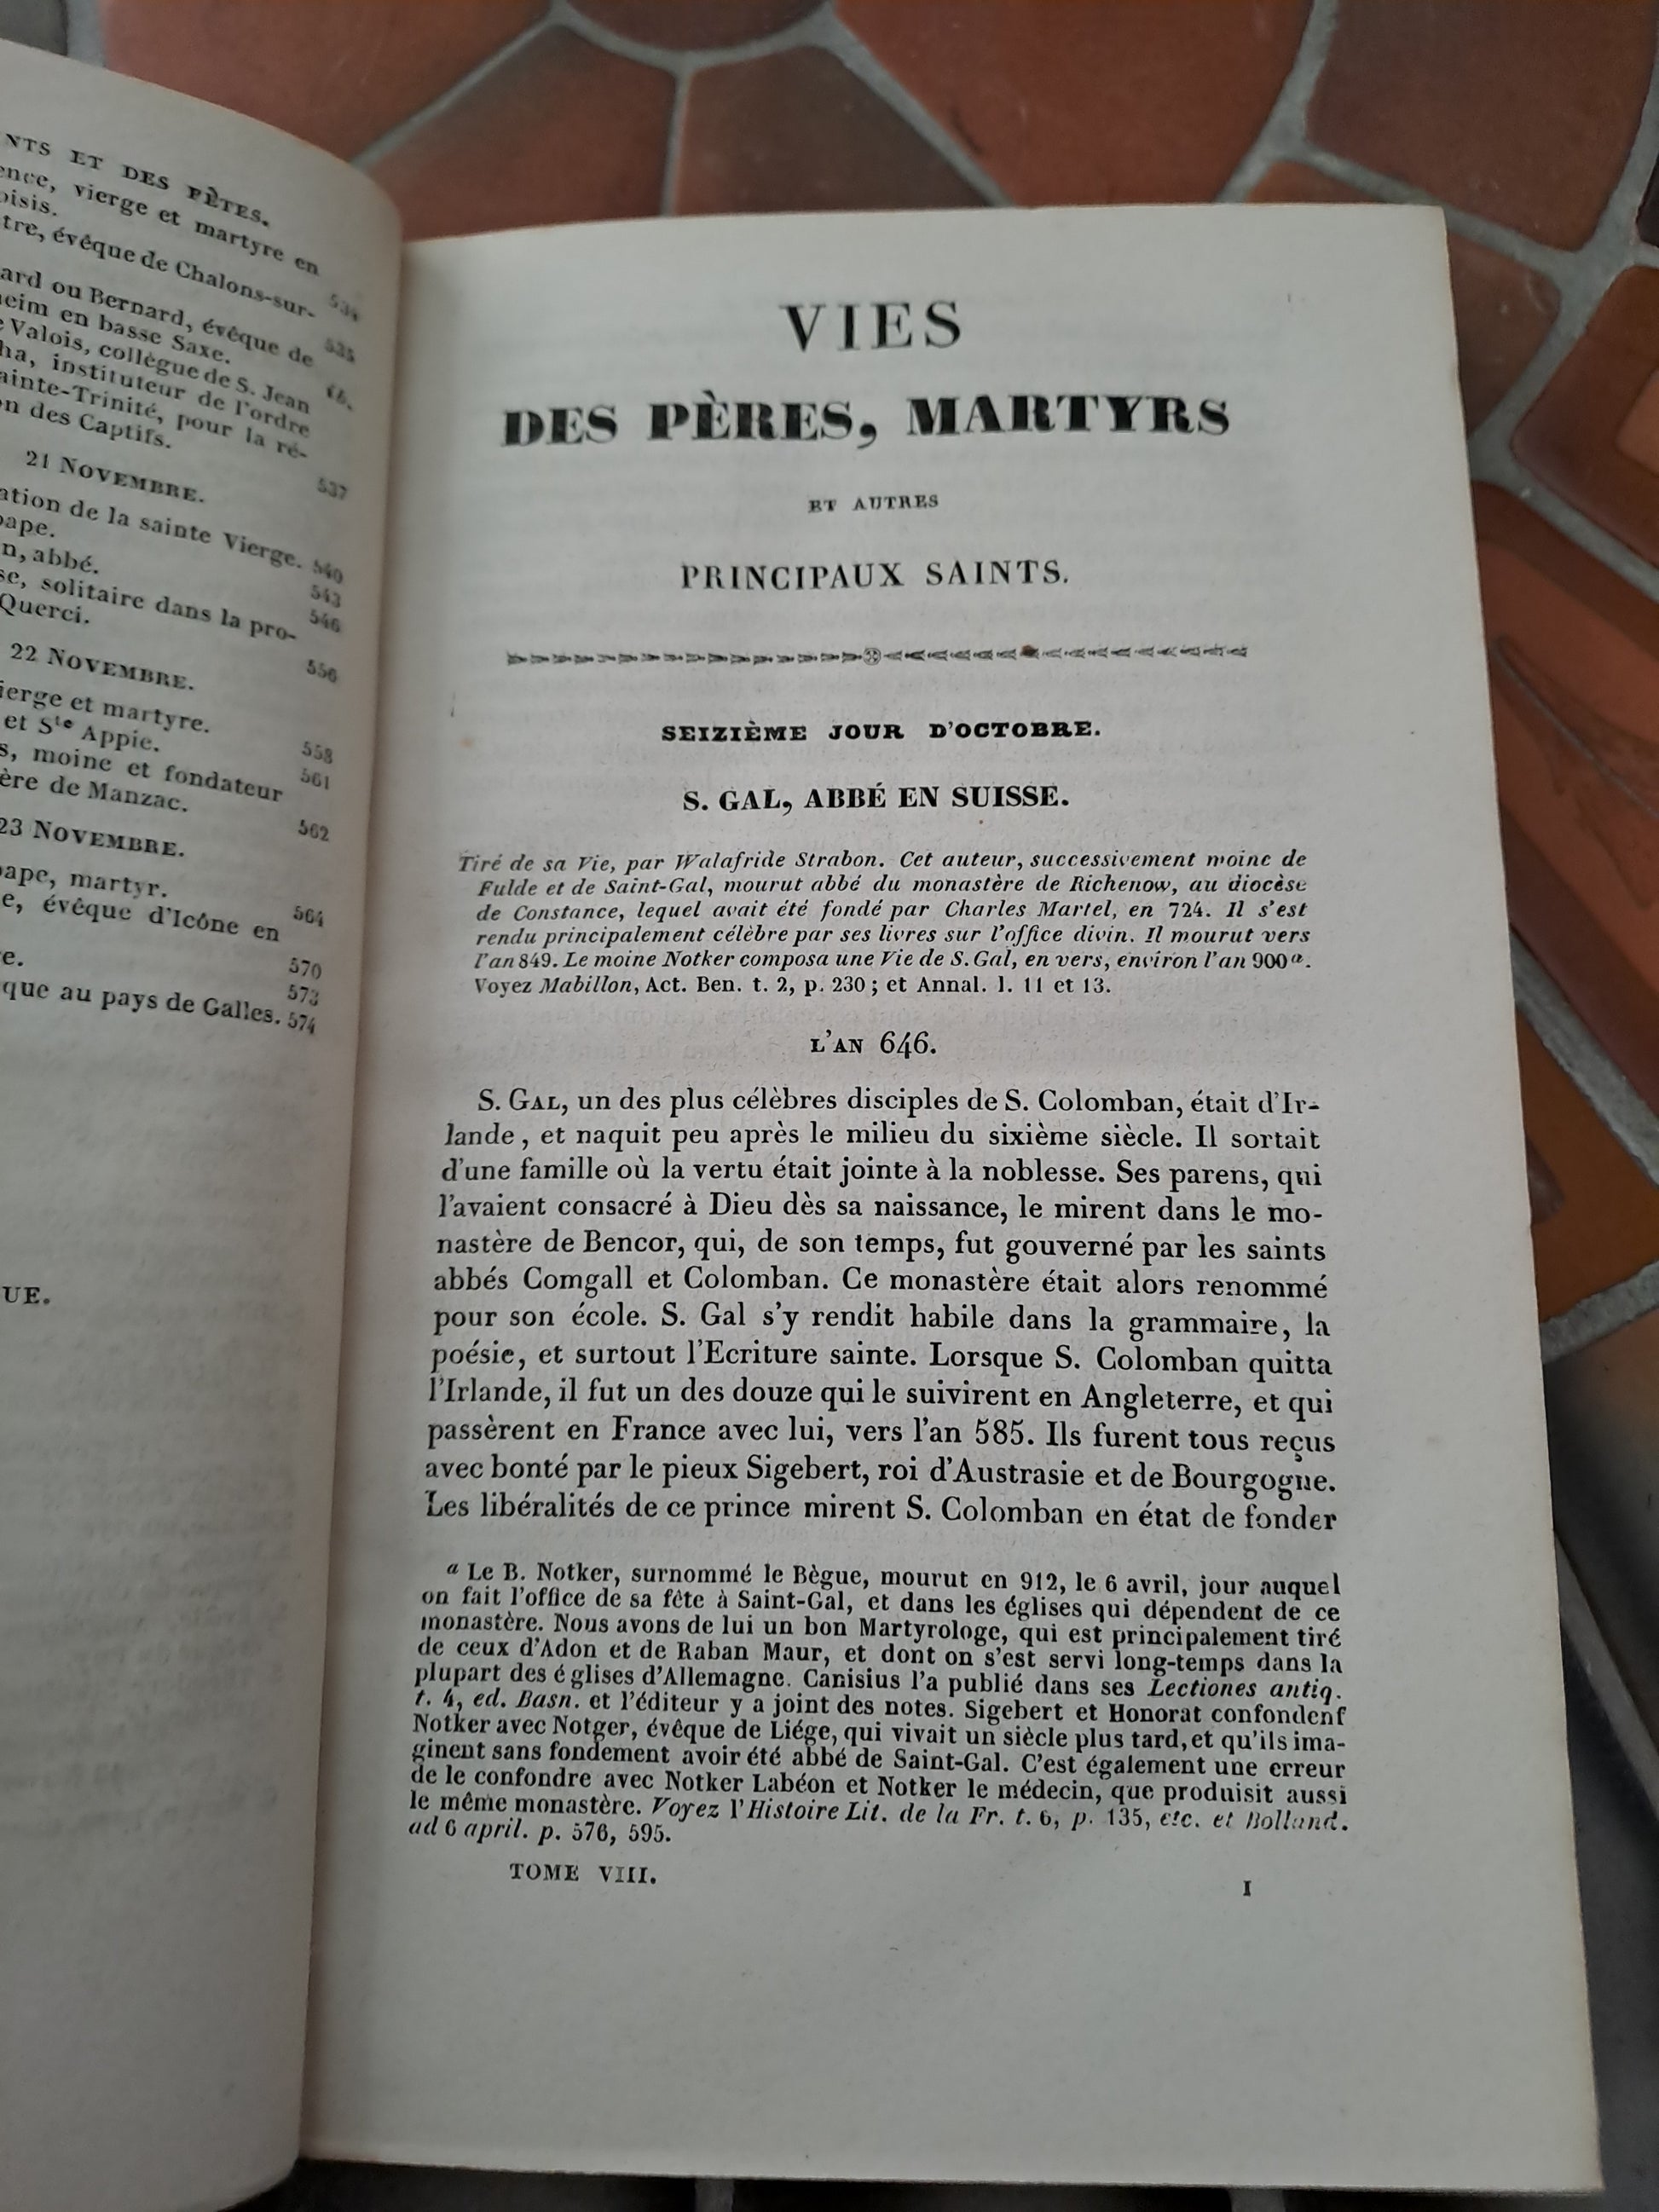 NTS ET DES FÊTES.
vierge et martyre en
534
évêque de Chalons-sur-
535
ou Bernard, évêque de
en basse Saxe.
ib.
Valois, collègue de S. Jean
instituteur de l'ordre
ainte-Trinité, pour la ré-
on des Captifs.
537
21 NOVEMBRE.
ation de la sainte Vierge. 540
pape.
543
n, abbé.
546
se, solitaire dans la pro-
Querci.
556
22 NOVEMBRE.
ierge et martyre.
558
et Ste Appie.
561
s, moine et fondateur
ère de Manzac.
562
23 NOVEMBRE.
pape, martyr.
564
e, évêque d'Icône en
570
e.
573
que au pays de Galles. 574
UE.
VIES
DES PÈRES, MARTYRS
ET AUTRES
PRINCIPAUX SAINTS.
SEIZIÈME JOUR D'OCTOBRE.
S. GAL, ABBÉ EN SUISSE.
Tiré de sa Vie, par Walafride Strabon. Cet auteur, successivement moine de
Fulde et de Saint-Gal, mourut abbé du monastère de Richenow, au diocèse
de Constance, lequel avait été fondé par Charles Martel, en 724. Il s'est
rendu principalement célèbre par ses livres sur l'office divin. Il mourut vers
l'an 849. Le moine Notker composa une Vie de S. Gal, en vers, environ l'an 900 a.
Voyez Mabillon, Act. Ben. t. 2, p. 230 ; et Annal. l. 11 et 13.
L'AN 646.
S. GAL, un des plus célèbres disciples de S. Colomban, était d'Ir-
lande, et naquit peu après le milieu du sixième siècle. Il sortait
d'une famille où la vertu était jointe à la noblesse. Ses parens, qui
l'avaient consacré à Dieu dès sa naissance, le mirent dans le mo-
nastère de Bencor, qui, de son temps, fut gouverné par les saints
abbés Comgall et Colomban. Ce monastère était alors renommé
pour son école. S. Gal s'y rendit habile dans la grammaire, la
poésie, et surtout l'Ecriture sainte. Lorsque S. Colomban quitta
l'Irlande, il fut un des douze qui le suivirent en Angleterre, et qui
passèrent en France avec lui, vers l'an 585. Ils furent tous reçus
avec bonté par le pieux Sigebert, roi d'Austrasie et de Bourgogne.
Les libéralités de ce prince mirent S. Colomban en état de fonder
a Le B. Notker, surnommé le Bègue, mourut en 912, le 6 avril, jour auquel
on fait l'office de sa fête à Saint-Gal, et dans les églises qui dépendent de ce
monastère. Nous avons de lui un bon Martyrologe, qui est principalement tiré
de ceux d'Adon et de Raban Maur, et dont on s'est servi long-temps dans la
plupart des églises d'Allemagne. Canisius l'a publié dans ses Lectiones antiq.
t. 4, ed. Basn. et l'éditeur y a joint des notes. Sigebert et Honorat confondent
Notker avec Notger, évêque de Liége, qui vivait un siècle plus tard, et qu'ils ima-
ginent sans fondement avoir été abbé de Saint-Gal. C'est également une erreur
de le confondre avec Notker Labéon et Notker le médecin, que produisit aussi
le même monastère. Voyez l'Histoire Lit. de la Fr. t. 6, p. 135, etc. et Bolland.
ad 6 april. p. 576, 595.
TOME VIII.
I